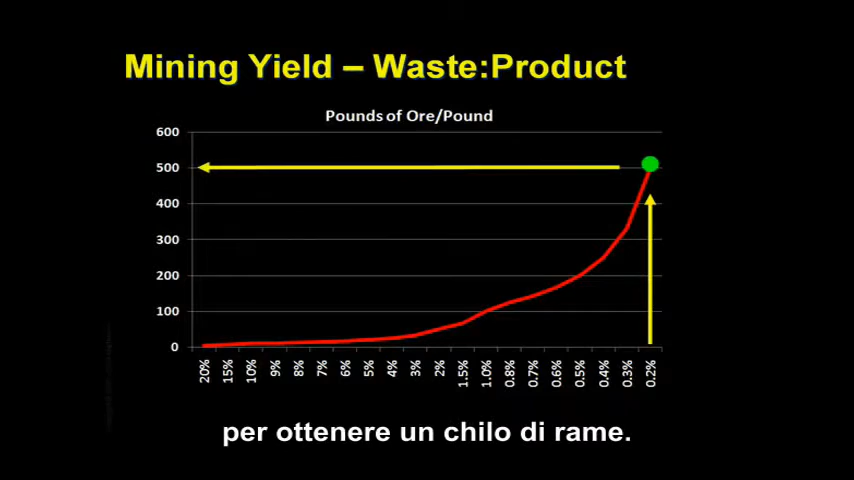 Mining Yield – Waste:Product
Pounds of Ore/Pound
600
500
400
300
200
100
0
20% 15% 10% 9% 8% 7% 6% 5% 4% 3% 2% 1.5% 1.0% 0.8% 0.7% 0.6% 0.5% 0.4% 0.3% 0.2%
per ottenere un chilo di rame.